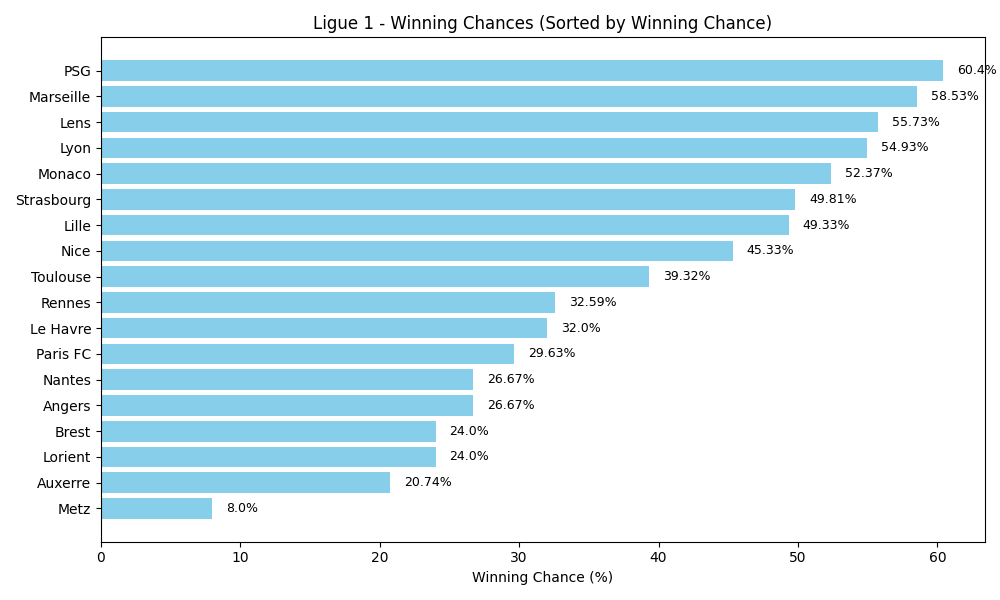 Ligue 1 - Winning Chances (Sorted by Winning Chance)
PSG 60.4%
Marseille 58.53%
Lens 55.73%
Lyon 54.93%
Monaco 52.37%
Strasbourg 49.81%
Lille 49.33%
Nice 45.33%
Toulouse 39.32%
Rennes 32.59%
Le Havre 32.0%
Paris FC 29.63%
Nantes 26.67%
Angers 26.67%
Brest 24.0%
Lorient 24.0%
Auxerre 20.74%
Metz 8.0%
0 10 20 30 40 50 60
Winning Chance (%)